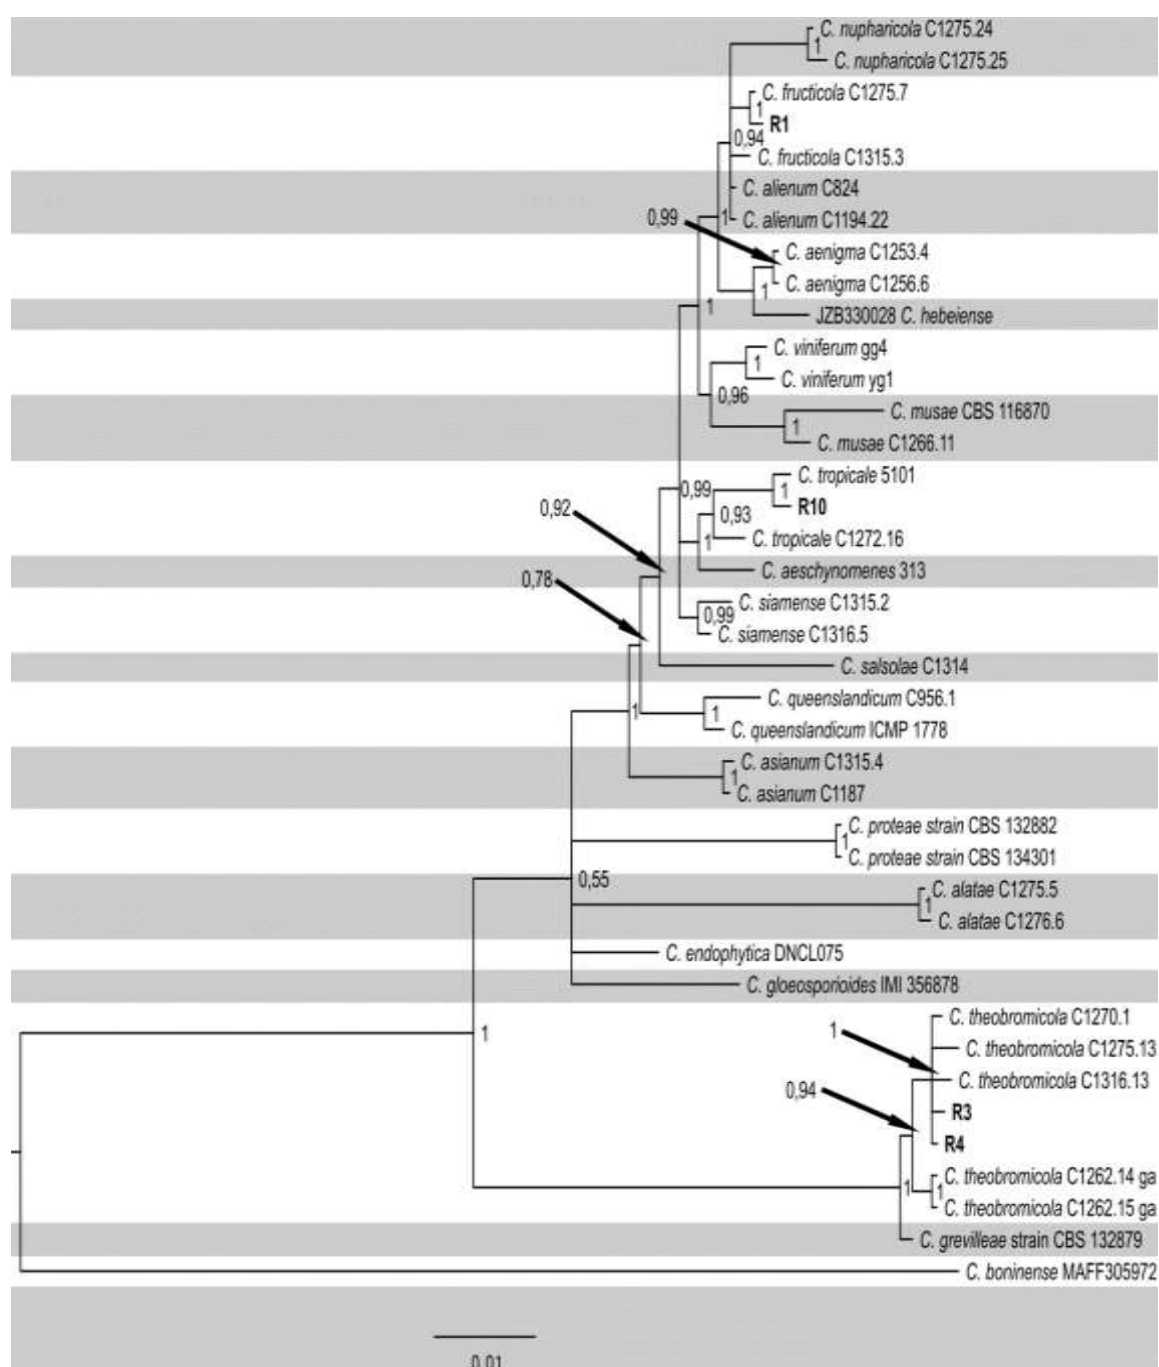 C. nupharicola C1275.24
1
C. nupharicola C1275.25
C. fructicola C1275.7
1
R1
0,94
C. fructicola C1315.3
C. alienum C824
0,99
1
C. alienum C1194.22
C. aenigma C1253.4
C. aenigma C1256.6
1
1
JZB330028 C. hebeiense
C. viniferum gg4
1
C. viniferum yg1
0,96
C. musae CBS 116870
1
C. musae C1266.11
C. tropicale 5101
0,99
1
0,92
R10
0,93
C. tropicale C1272.16
1
C. aeschynomenes 313
0,78
C. siamense C1315.2
0,99
C. siamense C1316.5
C. salsolae C1314
C. queenslandicum C956.1
1
1
C. queenslandicum ICMP 1778
C. asianum C1315.4
1
C. asianum C1187
C. proteae strain CBS 132882
1
C. proteae strain CBS 134301
0,55
C. alatae C1275.5
1
C. alatae C1276.6
C. endophytica DNCL075
C. gloeosporioides IMI 356878
C. theobromicola C1270.1
1
1
C. theobromicola C1275.13
C. theobromicola C1316.13
0,94
R3
R4
C. theobromicola C1262.14 ga
1
1
C. theobromicola C1262.15 ga
C. grevilleae strain CBS 132879
C. boninense MAFF305972
0.01